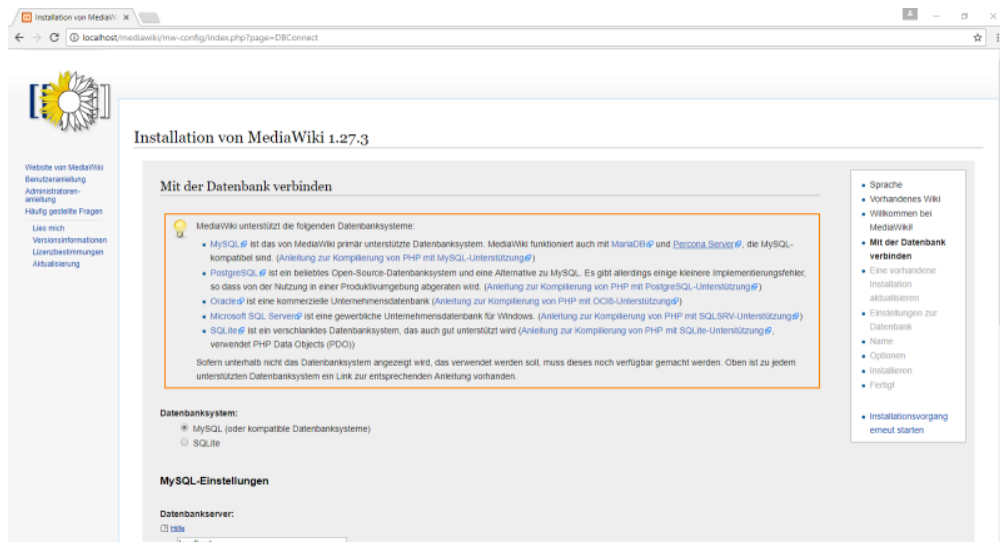 Installation von MediaWi
localhost/mediawiki/mw-config/index.php?page=DBConnect
Installation von MediaWiki 1.27.3
Website von MediaWiki
Benutzeranleitung
Administratoren-
anleitung
Häufig gestellte Fragen
Lies mich
Versionsinformationen
Lizenzbestimmungen
Aktualisierung
Mit der Datenbank verbinden
MediaWiki unterstützt die folgenden Datenbanksysteme:
MySQL ist das von MediaWiki primär unterstützte Datenbanksystem. MediaWiki funktioniert auch mit MariaDB und Percona Server, die MySQL-
kompatibel sind. (Anleitung zur Kompilierung von PHP mit MySQL-Unterstützung)
PostgreSQL ist ein beliebtes Open-Source-Datenbanksystem und eine Alternative zu MySQL. Es gibt allerdings einige kleinere Implementierungsfehler,
so dass von der Nutzung in einer Produktivumgebung abgeraten wird. (Anleitung zur Kompilierung von PHP mit PostgreSQL-Unterstützung)
Oracle ist eine kommerzielle Unternehmensdatenbank (Anleitung zur Kompilierung von PHP mit OCI8-Unterstützung)
Microsoft SQL Server ist eine gewerbliche Unternehmensdatenbank für Windows. (Anleitung zur Kompilierung von PHP mit SQLSRV-Unterstützung)
SQLite ist ein verschlanktes Datenbanksystem, das auch gut unterstützt wird (Anleitung zur Kompilierung von PHP mit SQLite-Unterstützung,
verwendet PHP Data Objects (PDO))
Sofern unterhalb nicht das Datenbanksystem angezeigt wird, das verwendet werden soll, muss dieses noch verfügbar gemacht werden. Oben ist zu jedem
unterstützten Datenbanksystem ein Link zur entsprechenden Anleitung vorhanden.
Datenbanksystem:
MySQL (oder kompatible Datenbanksysteme)
SQLite
MySQL-Einstellungen
Datenbankserver:
Hilfe
Sprache
Vorhandenes Wiki
Willkommen bei
MediaWiki!
Mit der Datenbank
verbinden
Eine vorhandene
Installation
aktualisieren
Einstellungen zur
Datenbank
Name
Optionen
Installieren
Fertig!
Installationsvorgang
erneut starten